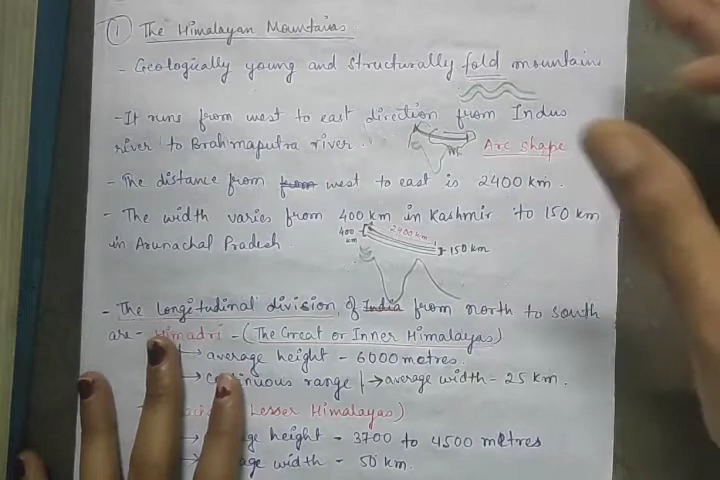 ① The Himalayan Mountains
- Geologically young and structurally fold mountains
- It runs from west to east direction from Indus
river to Brahmaputra river.
Arc shape
- The distance from from west to east is 2400 km.
- The width varies from 400 km in Kashmir to 150 km
in Arunachal Pradesh.
400 km
2400 km
150 km
- The longitudinal division of India from north to south
are - Himadri - (The Great or Inner Himalayas)
→ average height - 6000 metres.
→ continuous range → average width - 25 km.
Lesser Himalayas)
→ height - 3700 to 4500 metres
→ width - 50 km.